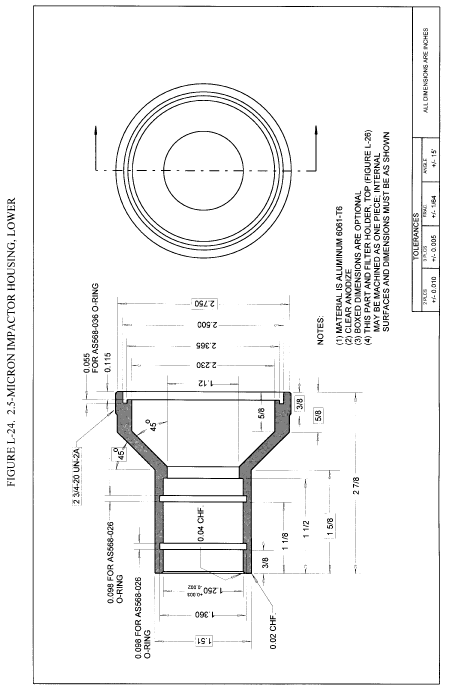 FIGURE L-24. 2.5-MICRON IMPACTOR HOUSING, LOWER
2.750
2.500
2.365
2.230
1.12
0.055
FOR AS568-036 O-RING
0.115
2 3/4-20 UN-2A
45°
45°
5/8
3/8
5/8
0.098 FOR AS568-026
O-RING
0.098 FOR AS568-026
O-RING
0.04 CHF.
3/8
1 1/8
1 1/2
1 5/8
2 7/8
1.250 +0.003
-0.002
1.360
1.51
0.02 CHF.
NOTES:
(1) MATERIAL IS ALUMINUM 6061-T6
(2) CLEAR ANODIZE
(3) BOXED DIMENSIONS ARE OPTIONAL
(4) THIS PART AND FILTER HOLDER, TOP (FIGURE L-26)
MAY BE MACHINED AS ONE PIECE. INTERNAL
SURFACES AND DIMENSIONS MUST BE AS SHOWN
TOLERANCES
2 PLCS 3 PLCS FRAC. ANGLE
+/- 0.010 +/- 0.005 +/- 1/64 +/- 15'
ALL DIMENSIONS ARE INCHES